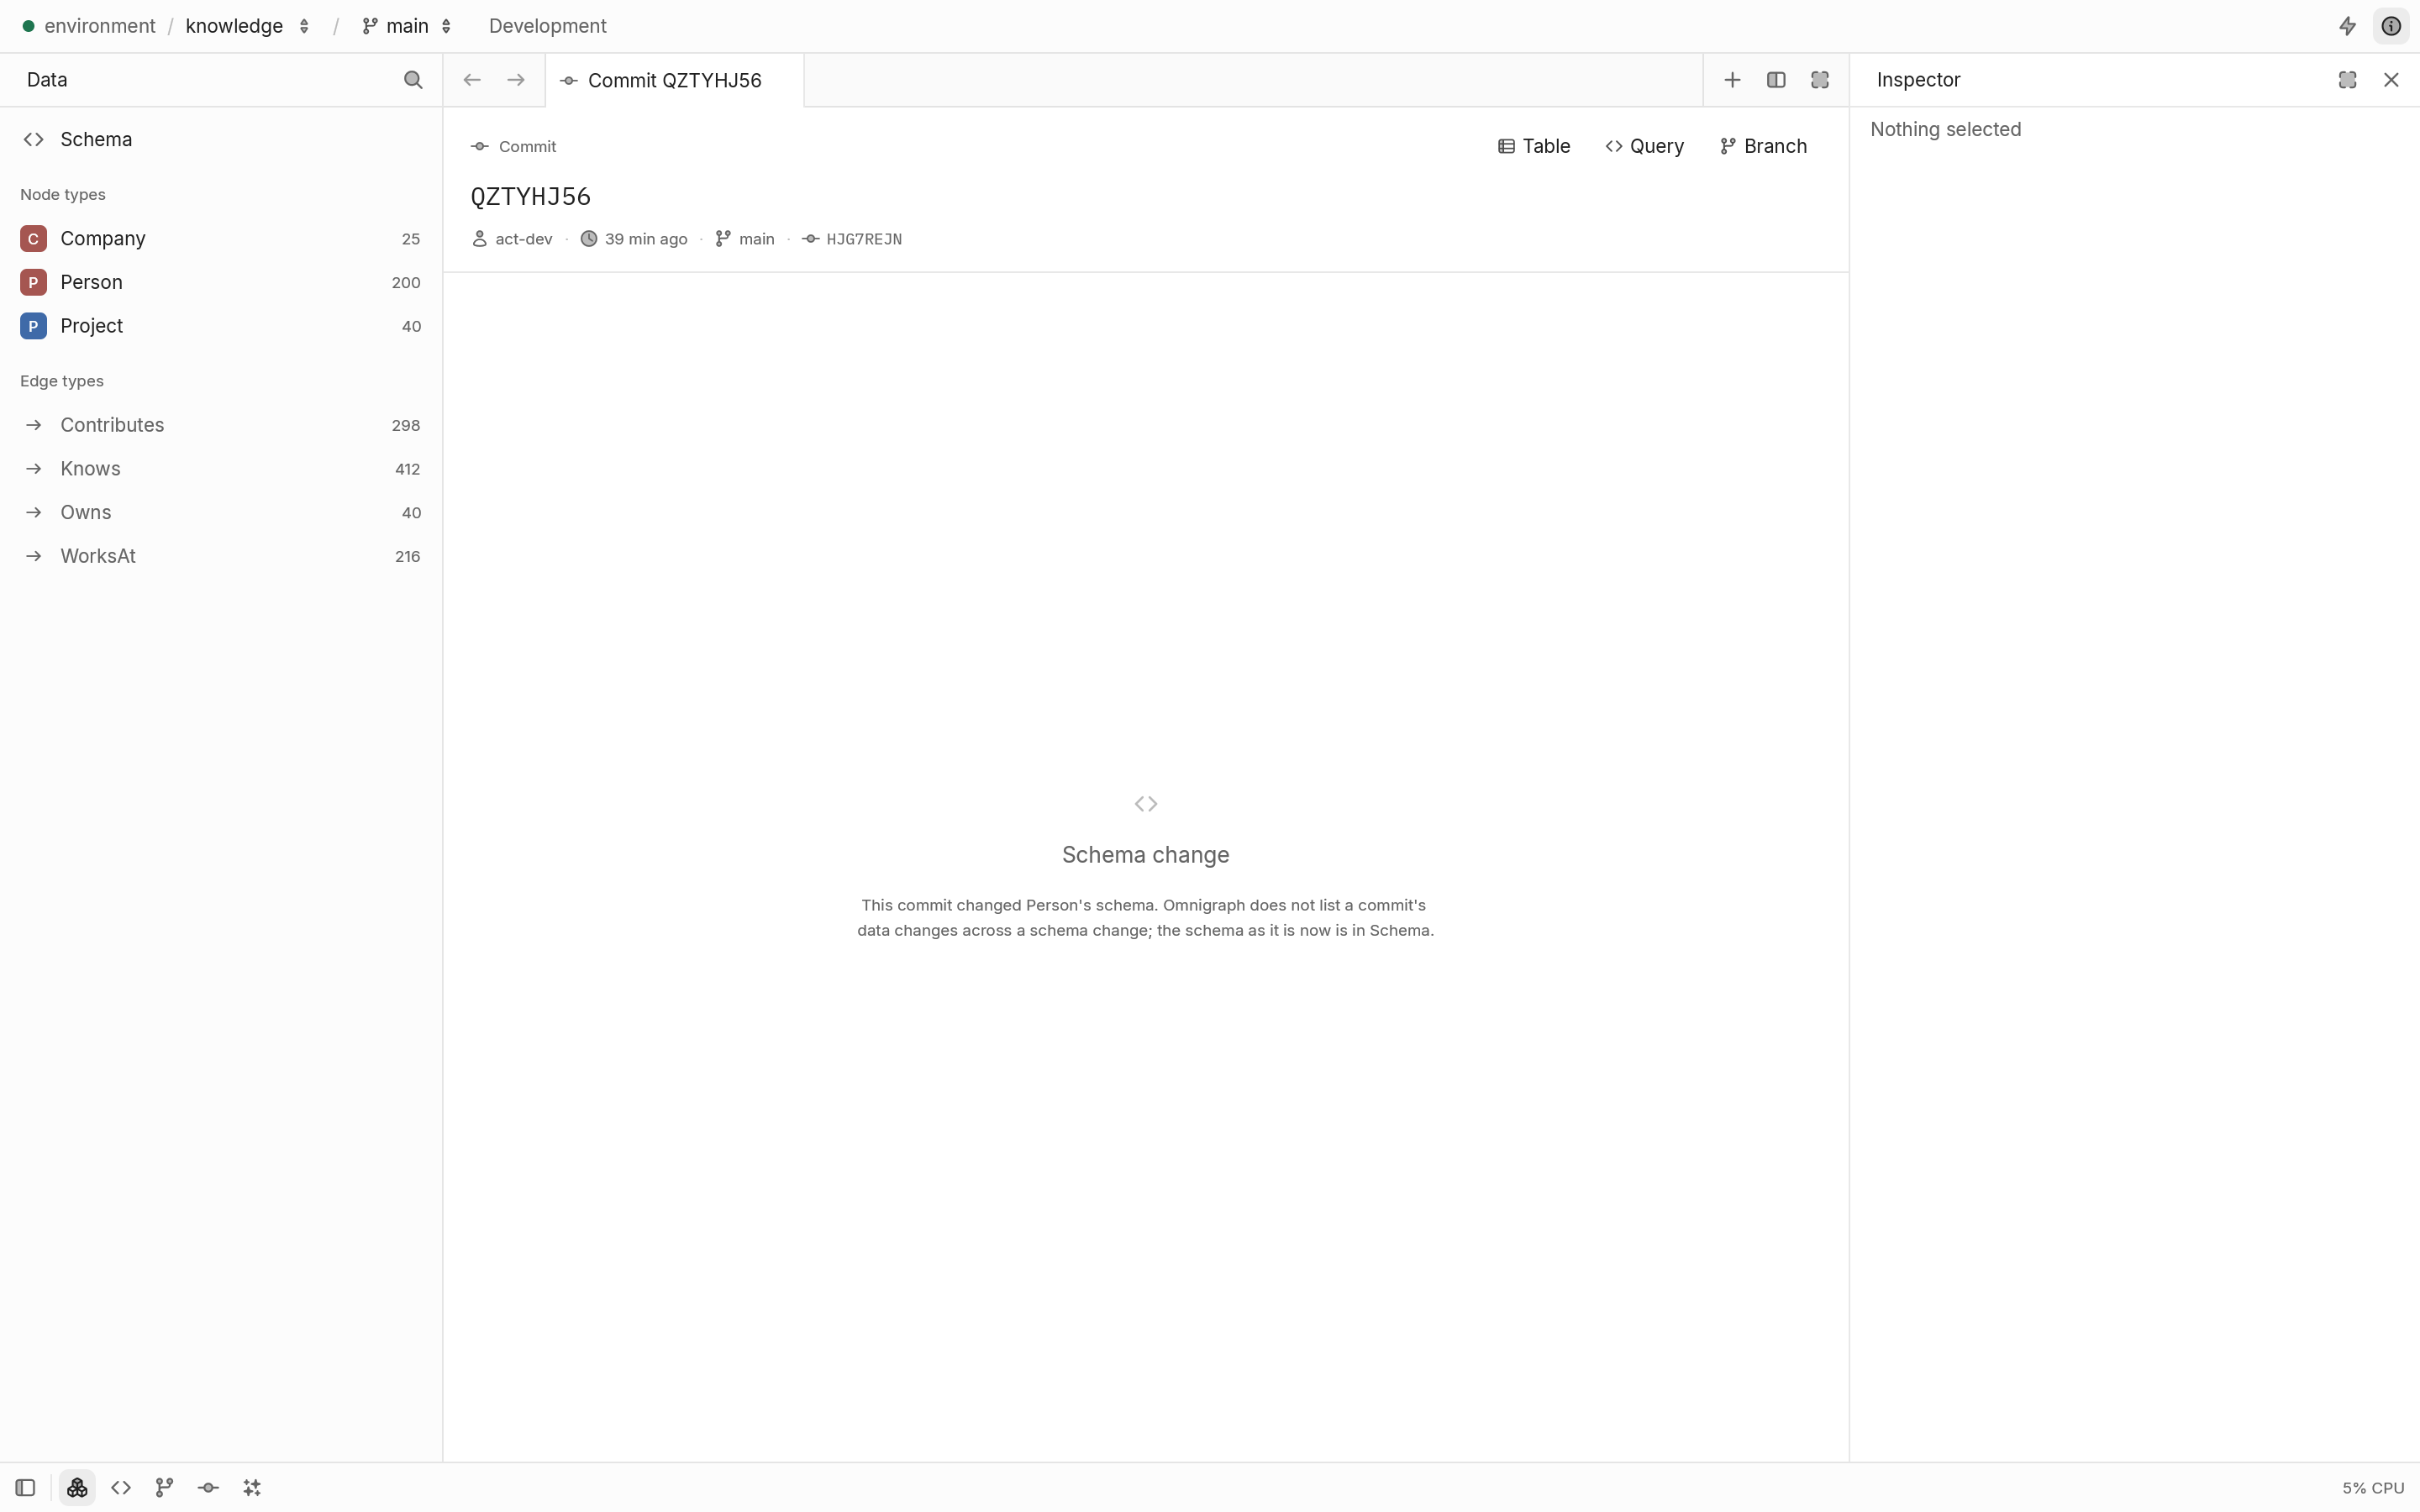 environment / knowledge / main Development
Data
Commit QZTYHJ56
Inspector
Schema
Commit
Table
Query
Branch
Nothing selected
Node types
QZTYHJ56
C Company 25
act-dev · 39 min ago · main · HJG7REJN
P Person 200
P Project 40
Edge types
Contributes 298
Knows 412
Owns 40
WorksAt 216
Schema change
This commit changed Person's schema. Omnigraph does not list a commit's
data changes across a schema change; the schema as it is now is in Schema.
5% CPU